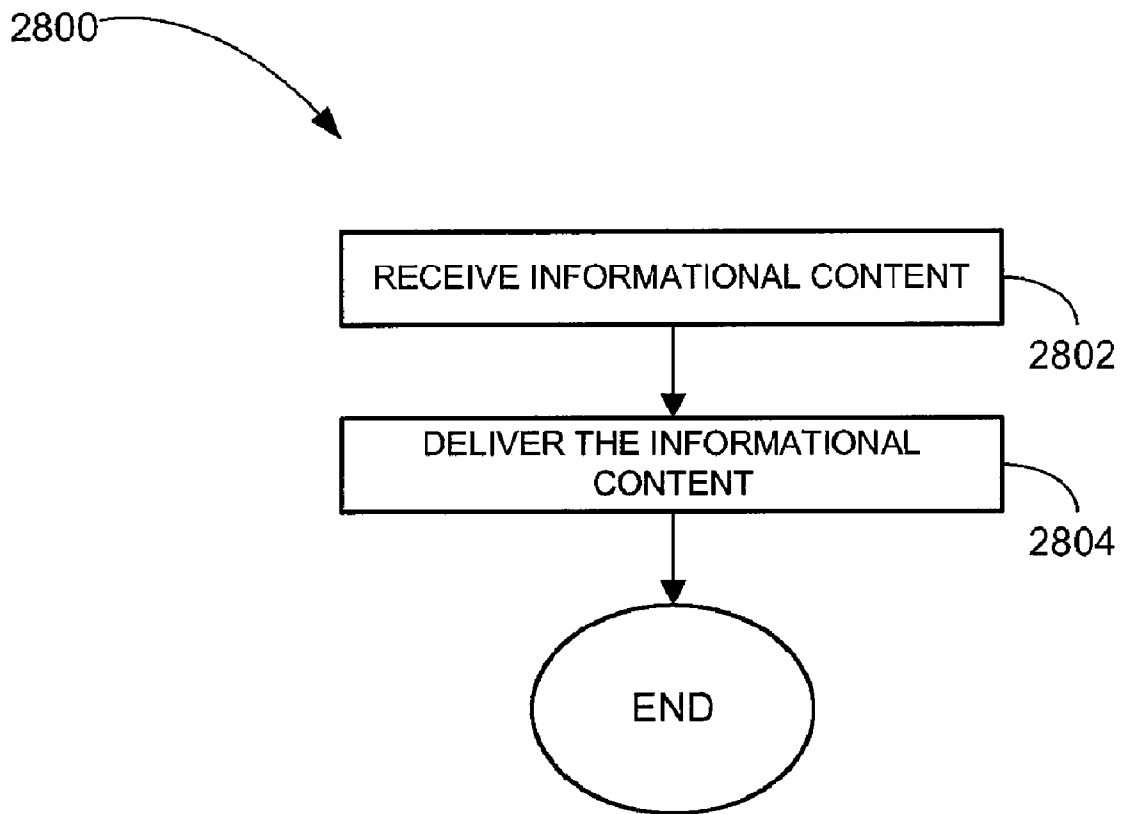 2800
RECEIVE INFORMATIONAL CONTENT
2802
DELIVER THE INFORMATIONAL
CONTENT
2804
END